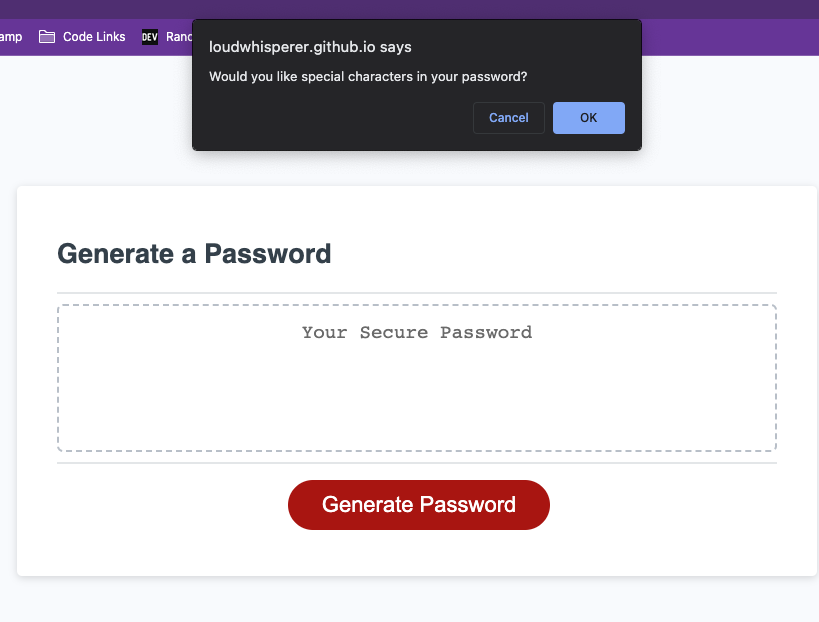 amp Code Links DEV Rand
loudwhisperer.github.io says
Would you like special characters in your password?
Cancel OK
Generate a Password
Your Secure Password
Generate Password